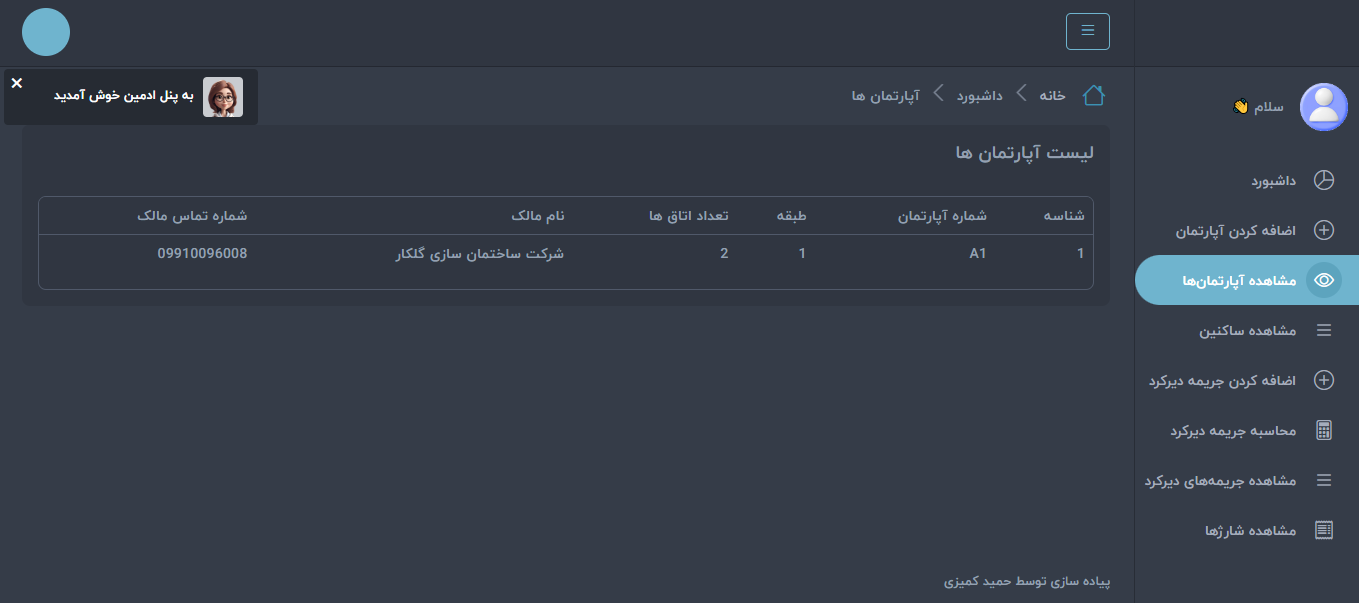 به پنل ادمین خوش آمدید
سلام 👋
داشبورد
اضافه کردن آپارتمان
مشاهده آپارتمان‌ها
مشاهده ساکنین
اضافه کردن جریمه دیرکرد
محاسبه جریمه دیرکرد
مشاهده جریمه‌های دیرکرد
مشاهده شارژها
خانه داشبورد آپارتمان ها
لیست آپارتمان ها
شناسه شماره آپارتمان طبقه تعداد اتاق ها نام مالک شماره تماس مالک
1 A1 1 2 شرکت ساختمان سازی گلکار 09910096008
پیاده سازی توسط حمید کمیزی